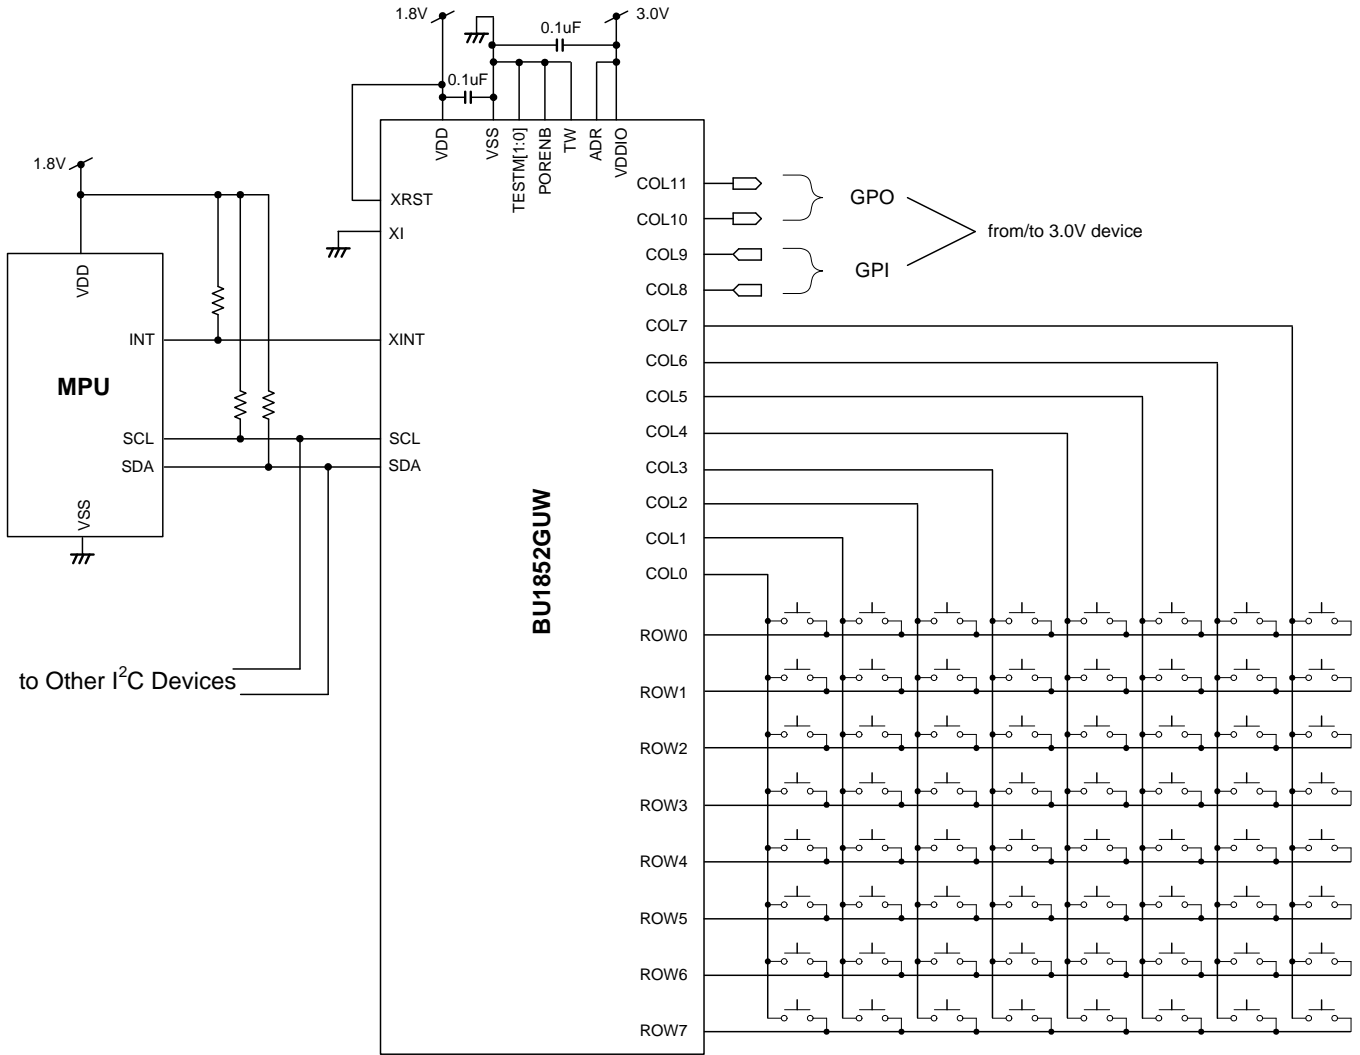 1.8V
3.0V
0.1uF
0.1uF
VDD
VSS
TESTM[1:0]
PORENB
TW
ADR
VDDIO
1.8V
VDD
INT
MPU
SCL
SDA
VSS
XRST
XI
XINT
SCL
SDA
BU1852GUW
COL11
COL10
COL9
COL8
COL7
COL6
COL5
COL4
COL3
COL2
COL1
COL0
ROW0
ROW1
ROW2
ROW3
ROW4
ROW5
ROW6
ROW7
GPO
GPI
from/to 3.0V device
to Other I²C Devices